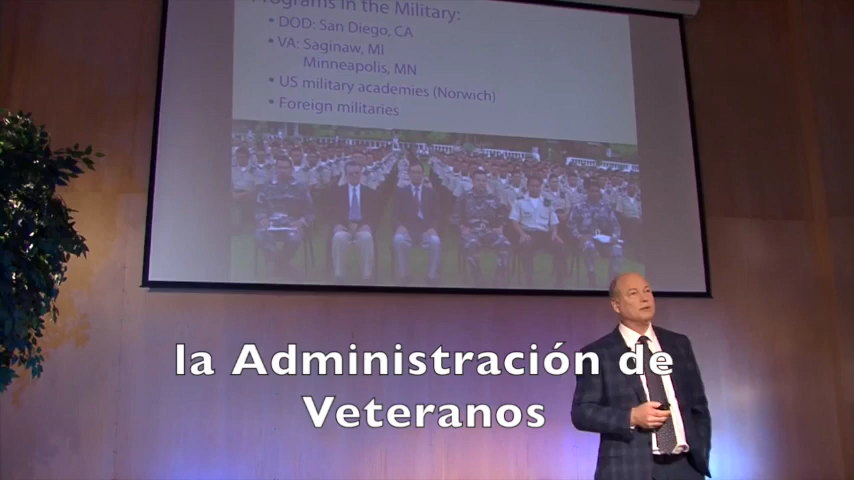 Programs in the Military:
* DOD: San Diego, CA
* VA: Saginaw, MI
Minneapolis, MN
* US military academies (Norwich)
* Foreign militaries
la Administración de
Veteranos